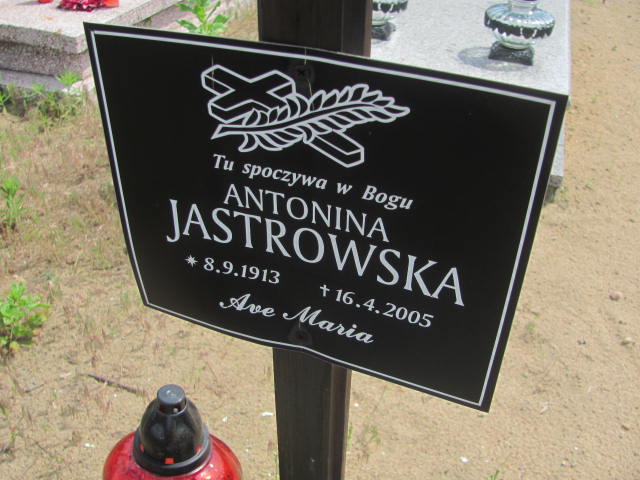 Tu spoczywa w Bogu
ANTONINA
JASTROWSKA
* 8.9.1913 †16.4.2005
Ave Maria